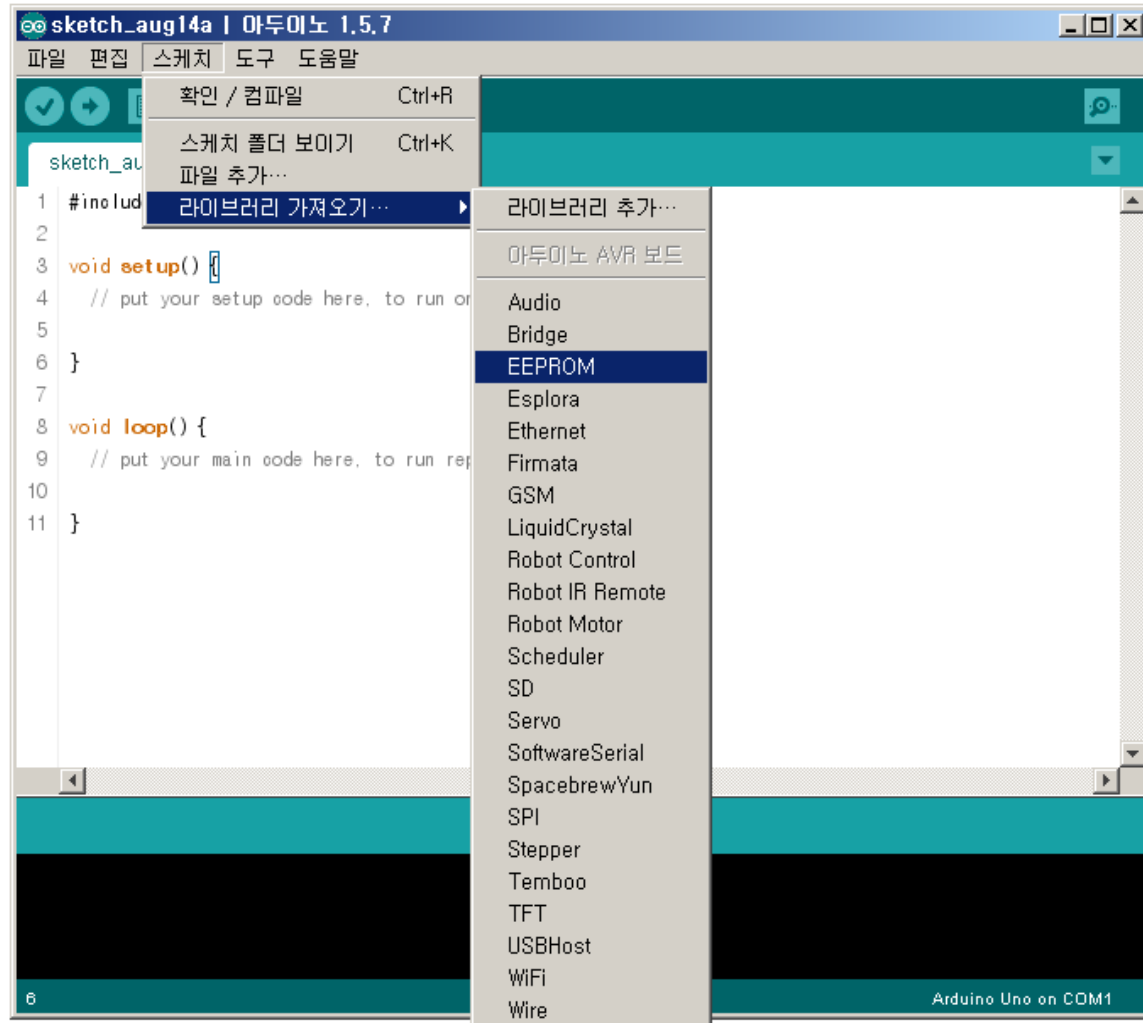 sketch_aug14a | 아두이노 1.5.7
파일 편집 스케치 도구 도움말
확인 / 컴파일 Ctrl+R
스케치 폴더 보이기 Ctrl+K
파일 추가…
라이브러리 가져오기…
sketch_au
라이브러리 추가…
아두이노 AVR 보드
Audio
Bridge
EEPROM
Esplora
Ethernet
Firmata
GSM
LiquidCrystal
Robot Control
Robot IR Remote
Robot Motor
Scheduler
SD
Servo
SoftwareSerial
SpacebrewYun
SPI
Stepper
Temboo
TFT
USBHost
WiFi
Wire
1 #includ
2
3 void setup() {
4 // put your setup code here, to run on
5
6 }
7
8 void loop() {
9 // put your main code here, to run rep
10
11 }
6 Arduino Uno on COM1